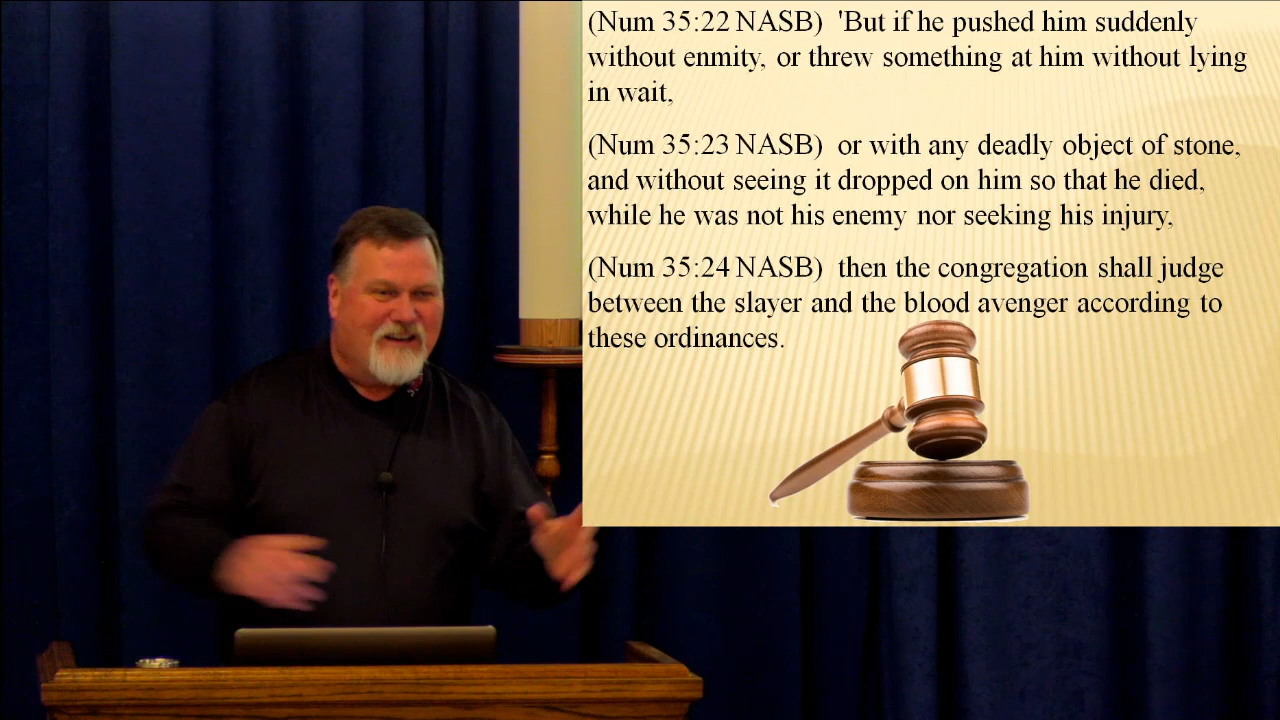 (Num 35:22 NASB)  'But if he pushed him suddenly
without enmity, or threw something at him without lying
in wait,
(Num 35:23 NASB)  or with any deadly object of stone,
and without seeing it dropped on him so that he died,
while he was not his enemy nor seeking his injury,
(Num 35:24 NASB)  then the congregation shall judge
between the slayer and the blood avenger according to
these ordinances.